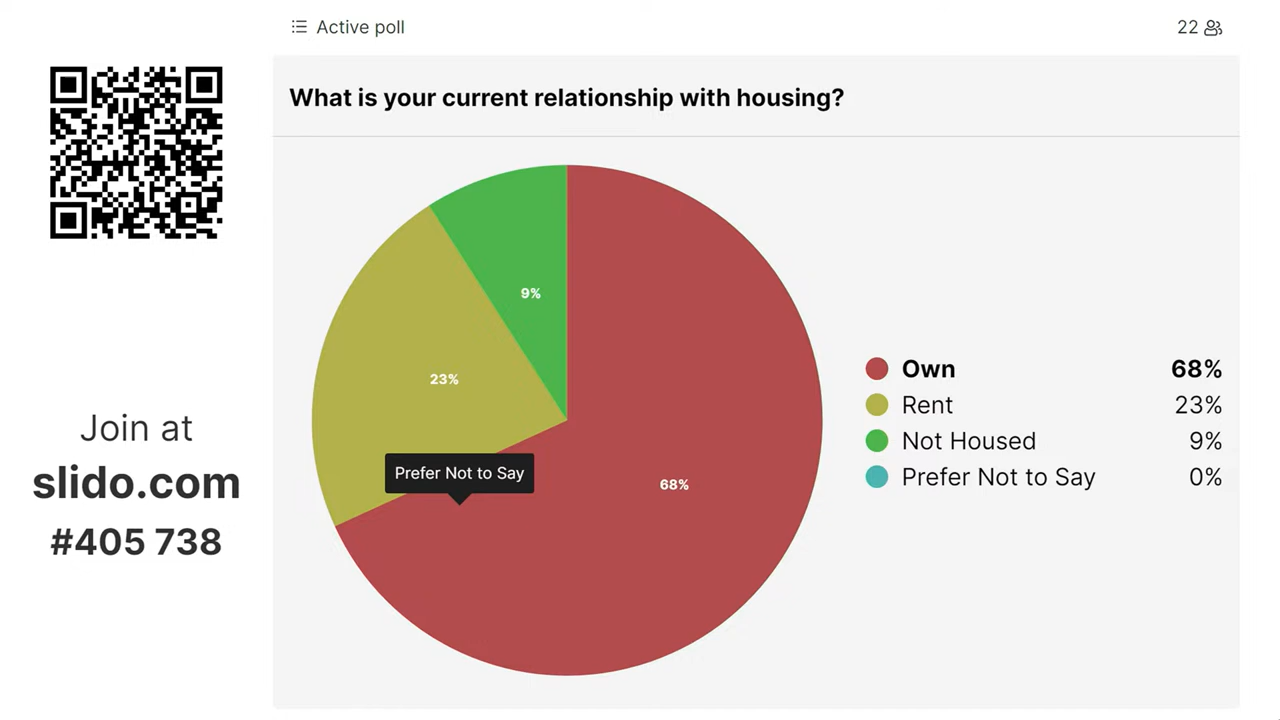 Active poll
22
What is your current relationship with housing?
9%
23%
Prefer Not to Say
68%
Own 68%
Rent 23%
Not Housed 9%
Prefer Not to Say 0%
Join at
slido.com
#405 738